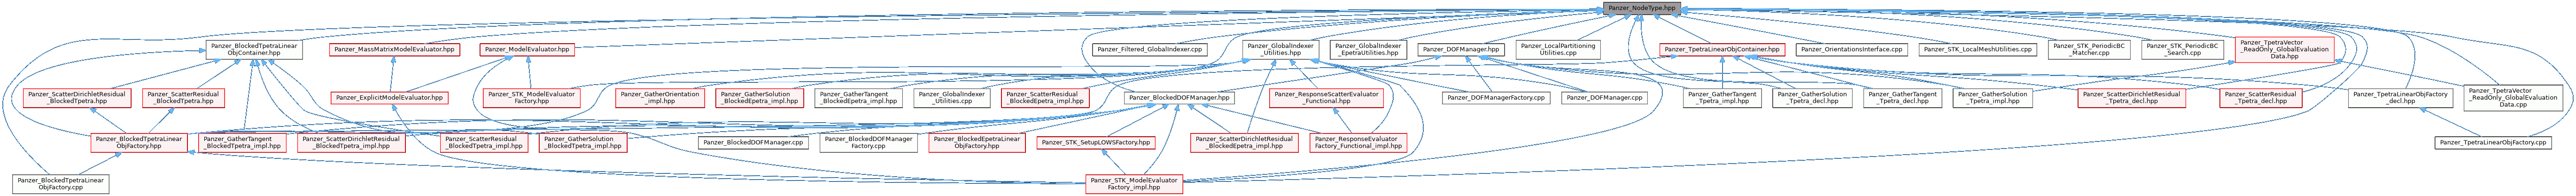 Panzer_NodeType.hpp
Panzer_BlockedTpetraLinear
ObjContainer.hpp
Panzer_MassMatrixModelEvaluator.hpp
Panzer_ModelEvaluator.hpp
Panzer_Filtered_GlobalIndexer.cpp
Panzer_GlobalIndexer
_Utilities.hpp
Panzer_GlobalIndexer
_EpetraUtilities.hpp
Panzer_DOFManager.hpp
Panzer_LocalPartitioning
Utilities.cpp
Panzer_TpetraLinearObjContainer.hpp
Panzer_OrientationsInterface.cpp
Panzer_STK_LocalMeshUtilities.cpp
Panzer_STK_PeriodicBC
_Matcher.cpp
Panzer_STK_PeriodicBC
_Search.cpp
Panzer_TpetraVector
_ReadOnly_GlobalEvaluation
Data.hpp
Panzer_ScatterDirichletResidual
_BlockedTpetra.hpp
Panzer_ScatterResidual
_BlockedTpetra.hpp
Panzer_ExplicitModelEvaluator.hpp
Panzer_STK_ModelEvaluator
Factory.hpp
Panzer_GatherOrientation
_impl.hpp
Panzer_GatherSolution
_BlockedEpetra_impl.hpp
Panzer_GatherTangent
_BlockedEpetra_impl.hpp
Panzer_GlobalIndexer
_Utilities.cpp
Panzer_ScatterResidual
_BlockedEpetra_impl.hpp
Panzer_BlockedDOFManager.hpp
Panzer_ResponseScatterEvaluator
_Functional.hpp
Panzer_DOFManagerFactory.cpp
Panzer_DOFManager.cpp
Panzer_GatherTangent
_Tpetra_impl.hpp
Panzer_GatherSolution
_Tpetra_decl.hpp
Panzer_GatherTangent
_Tpetra_decl.hpp
Panzer_GatherSolution
_Tpetra_impl.hpp
Panzer_ScatterDirichletResidual
_Tpetra_decl.hpp
Panzer_ScatterResidual
_Tpetra_decl.hpp
Panzer_TpetraLinearObjFactory
_decl.hpp
Panzer_TpetraVector
_ReadOnly_GlobalEvaluation
Data.cpp
Panzer_BlockedTpetraLinear
ObjFactory.hpp
Panzer_GatherTangent
_BlockedTpetra_impl.hpp
Panzer_ScatterDirichletResidual
_BlockedTpetra_impl.hpp
Panzer_ScatterResidual
_BlockedTpetra_impl.hpp
Panzer_GatherSolution
_BlockedTpetra_impl.hpp
Panzer_BlockedDOFManager.cpp
Panzer_BlockedDOFManager
Factory.cpp
Panzer_BlockedEpetraLinear
ObjFactory.hpp
Panzer_STK_SetupLOWSFactory.hpp
Panzer_ScatterDirichletResidual
_BlockedEpetra_impl.hpp
Panzer_ResponseEvaluator
Factory_Functional_impl.hpp
Panzer_TpetraLinearObjFactory.cpp
Panzer_BlockedTpetraLinear
ObjFactory.cpp
Panzer_STK_ModelEvaluator
Factory_impl.hpp